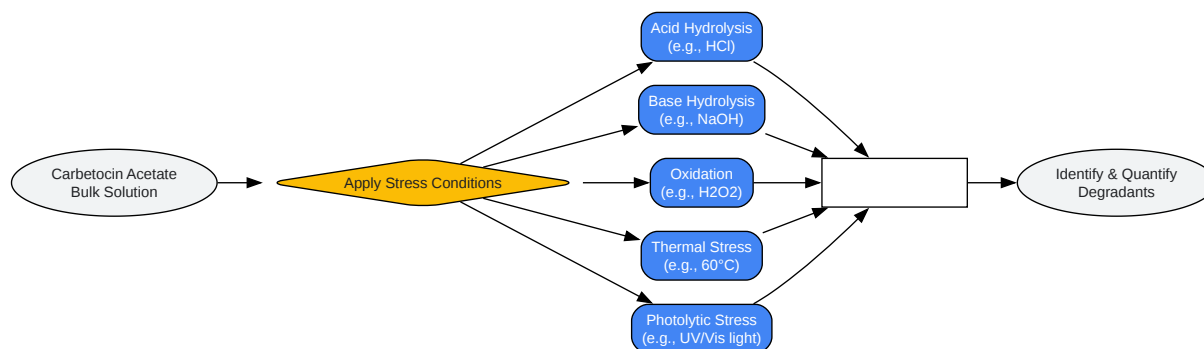 Carbetocin Acetate
Bulk Solution
Apply Stress Conditions
Acid Hydrolysis
(e.g., HCl)
Base Hydrolysis
(e.g., NaOH)
Oxidation
(e.g., H2O2)
Thermal Stress
(e.g., 60°C)
Photolytic Stress
(e.g., UV/Vis light)
Identify & Quantify
Degradants